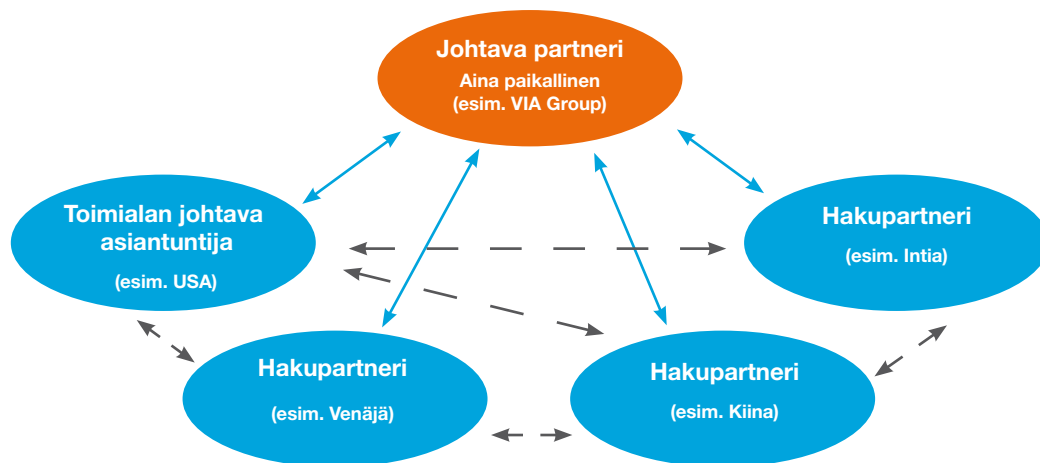 Johtava partneri
Aina paikallinen
(esim. VIA Group)
Toimialan johtava
asiantuntija
(esim. USA)
Hakupartneri
(esim. Intia)
Hakupartneri
(esim. Venäjä)
Hakupartneri
(esim. Kiina)